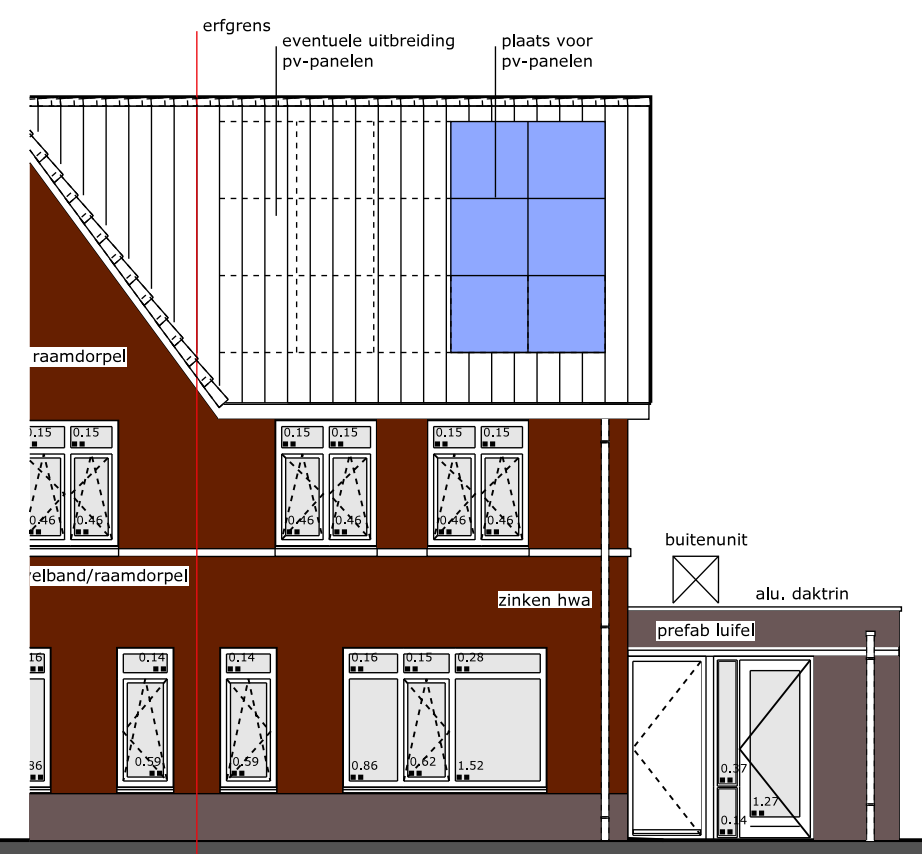 erfgrens
eventuele uitbreiding
pv-panelen
plaats voor
pv-panelen
raamdorpel
0.15 0.15 0.15 0.15 0.15 0.15
0.46 0.46 0.46 0.46 0.46 0.46
buitenunit
elband/raamdorpel
zinken hwa
alu. daktrin
prefab luifel
16 0.14 0.14 0.16 0.15 0.28
86 0.59 0.59 0.86 0.62 1.52
0.37
1.27
0.14